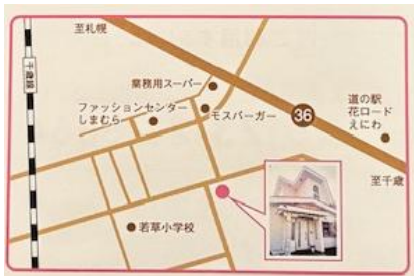 至札幌
千歳線
業務用スーパー
ファッションセンター
しまむら
モスバーガー
36
道の駅
花ロード
えにわ
至千歳
若草小学校